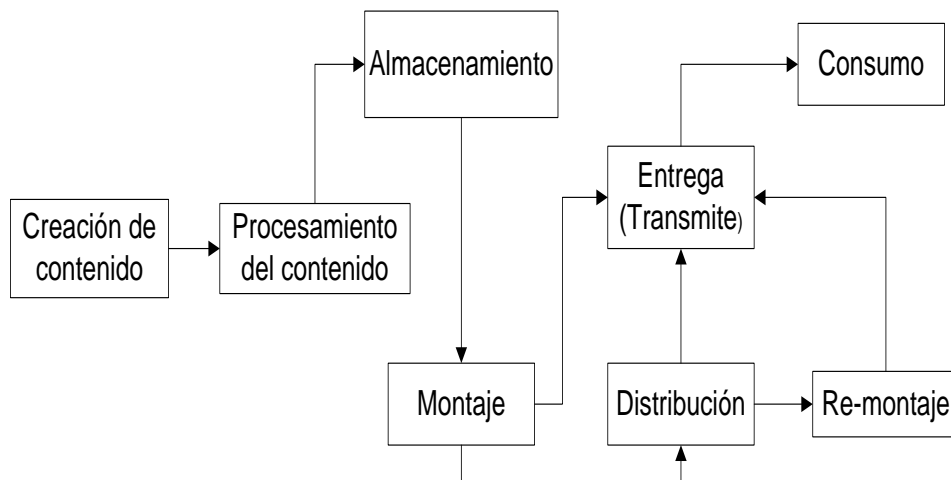 Almacenamiento
Consumo
Entrega
(Transmite)
Creación de
contenido
Procesamiento
del contenido
Montaje
Distribución
Re-montaje